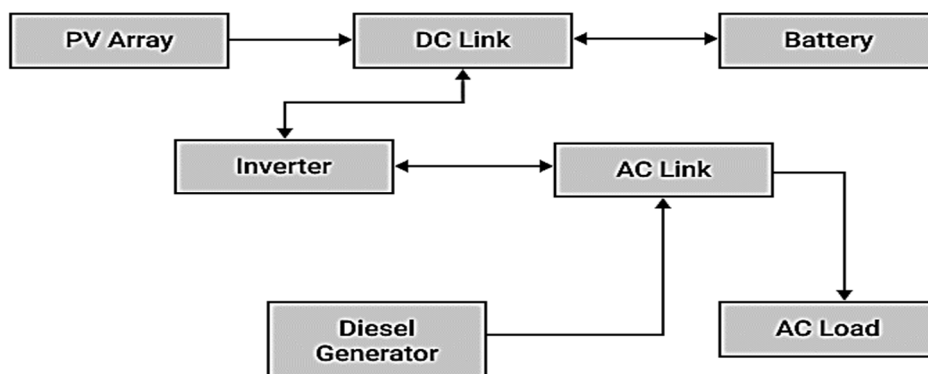 PV Array
DC Link
Battery
Inverter
AC Link
Diesel
Generator
AC Load